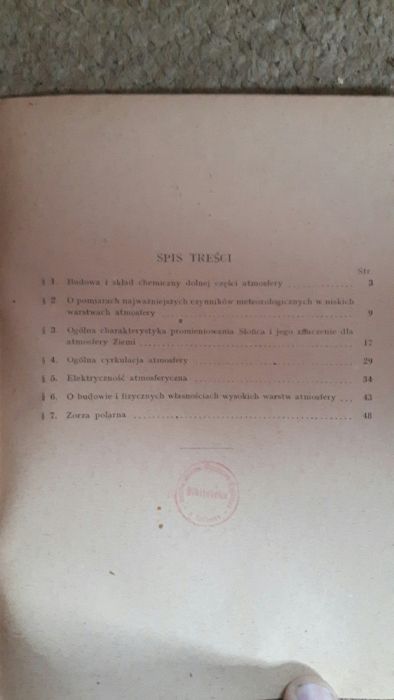 SPIS TREŚCI
Str.
§ 1. Budowa i skład chemiczny dolnej części atmosfery 3
§ 2. O pomiarach najważniejszych czynników meteorologicznych w niskich
warstwach atmosfery 9
§ 3. Ogólna charakterystyka promieniowania Słońca i jego znaczenie dla
atmosfery Ziemi 17
§ 4. Ogólna cyrkulacja atmosfery 29
§ 5. Elektryczność atmosferyczna 34
§ 6. O budowie i fizycznych własnościach wysokich warstw atmosfery 43
§ 7. Zorza polarna 48
Biblioteka